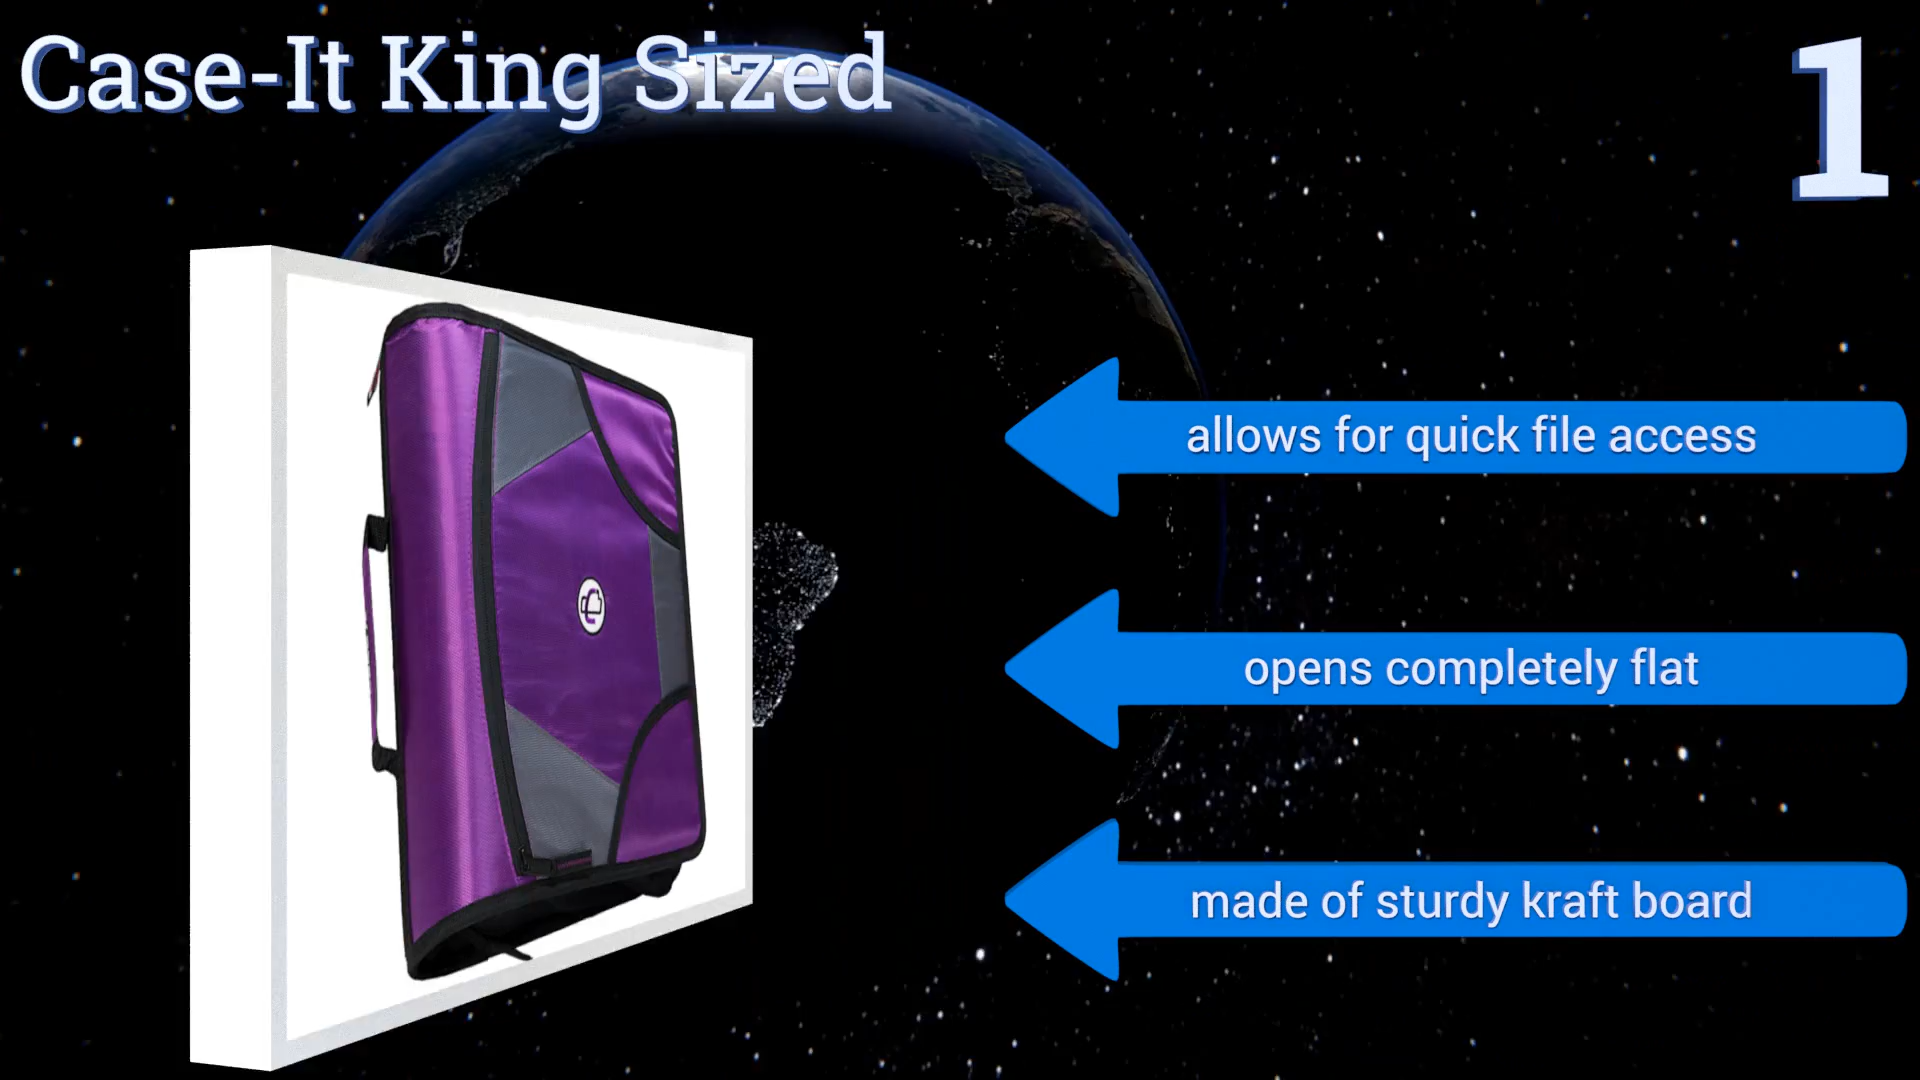 Case-It King Sized
1
allows for quick file access
opens completely flat
made of sturdy kraft board